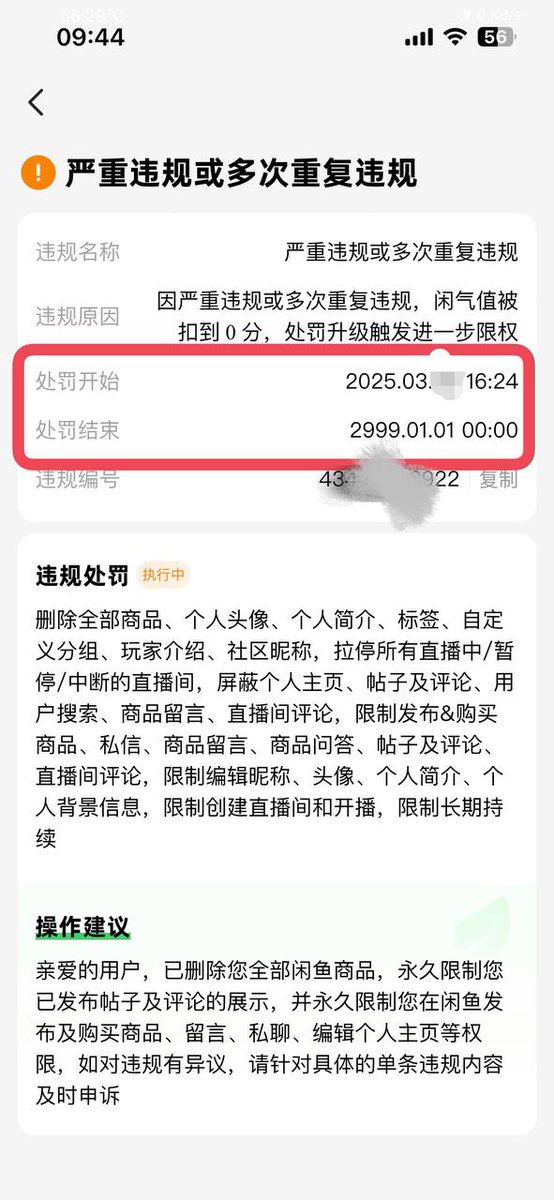 36.29°C
0 KB/s
09:44
56
严重违规或多次重复违规
违规名称 严重违规或多次重复违规
违规原因 因严重违规或多次重复违规，闲气值被
扣到 0 分，处罚升级触发进一步限权
处罚开始 2025.03. 16:24
处罚结束 2999.01.01 00:00
违规编号 43 922 复制
违规处罚 执行中
删除全部商品、个人头像、个人简介、标签、自定
义分组、玩家介绍、社区昵称，拉停所有直播中/暂
停/中断的直播间，屏蔽个人主页、帖子及评论、用
户搜索、商品留言、直播间评论，限制发布&购买
商品、私信、商品留言、商品问答、帖子及评论、
直播间评论，限制编辑昵称、头像、个人简介、个
人背景信息，限制创建直播间和开播，限制长期持
续
操作建议
亲爱的用户，已删除您全部闲鱼商品，永久限制您
已发布帖子及评论的展示，并永久限制您在闲鱼发
布及购买商品、留言、私聊、编辑个人主页等权
限，如对违规有异议，请针对具体的单条违规内容
及时申诉